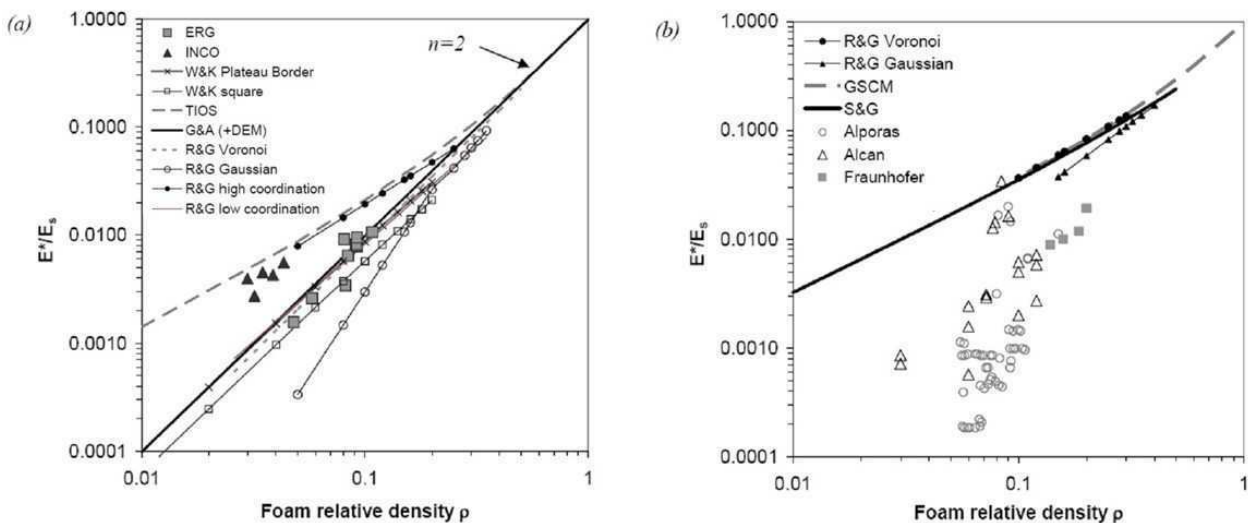 (a)
1.0000
0.1000
0.0100
0.0010
0.0001
E*/Es
ERG
INCO
W&K Plateau Border
W&K square
TIOS
G&A (+DEM)
R&G Voronoi
R&G Gaussian
R&G high coordination
R&G low coordination
n=2
0.01
0.1
1
Foam relative density ρ
(b)
1.0000
0.1000
0.0100
0.0010
0.0001
E*/Es
R&G Voronoi
R&G Gaussian
GSCM
S&G
Alporas
Alcan
Fraunhofer
0.01
0.1
1
Foam relative density ρ